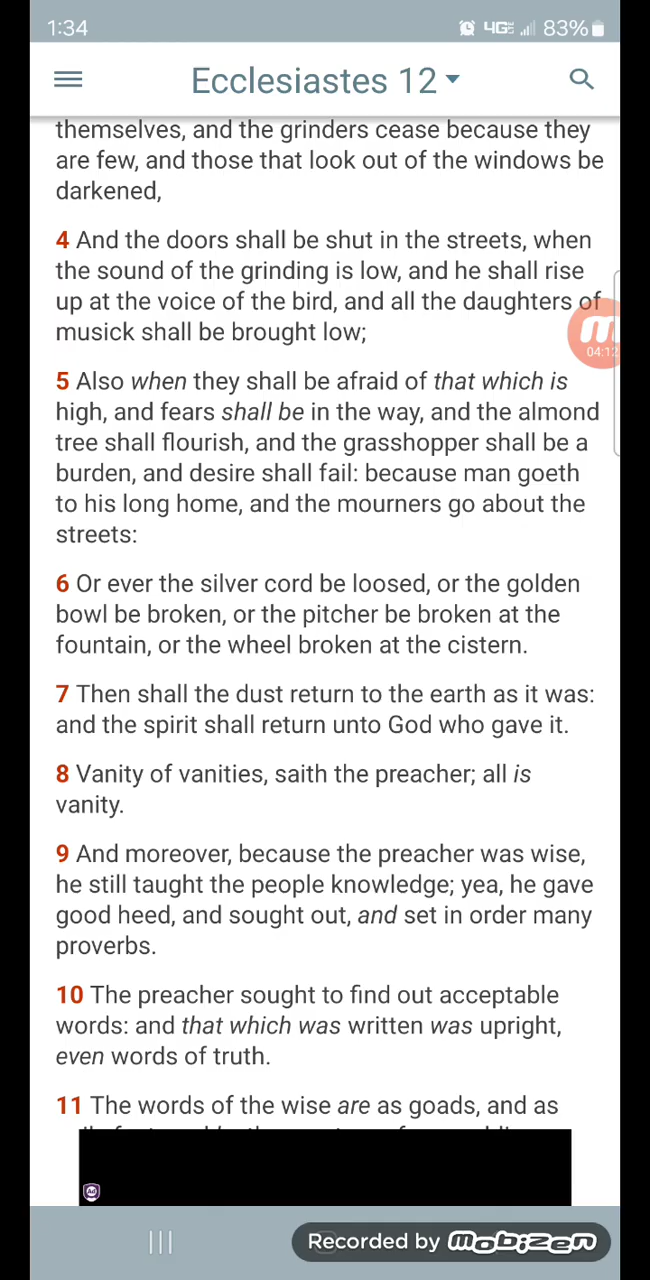 1:34
4G 83%
Ecclesiastes 12
themselves, and the grinders cease because they
are few, and those that look out of the windows be
darkened,
4 And the doors shall be shut in the streets, when
the sound of the grinding is low, and he shall rise
up at the voice of the bird, and all the daughters of
musick shall be brought low;
04:12
5 Also when they shall be afraid of that which is
high, and fears shall be in the way, and the almond
tree shall flourish, and the grasshopper shall be a
burden, and desire shall fail: because man goeth
to his long home, and the mourners go about the
streets:
6 Or ever the silver cord be loosed, or the golden
bowl be broken, or the pitcher be broken at the
fountain, or the wheel broken at the cistern.
7 Then shall the dust return to the earth as it was:
and the spirit shall return unto God who gave it.
8 Vanity of vanities, saith the preacher; all is
vanity.
9 And moreover, because the preacher was wise,
he still taught the people knowledge; yea, he gave
good heed, and sought out, and set in order many
proverbs.
10 The preacher sought to find out acceptable
words: and that which was written was upright,
even words of truth.
11 The words of the wise are as goads, and as
Ad
Recorded by mobizen